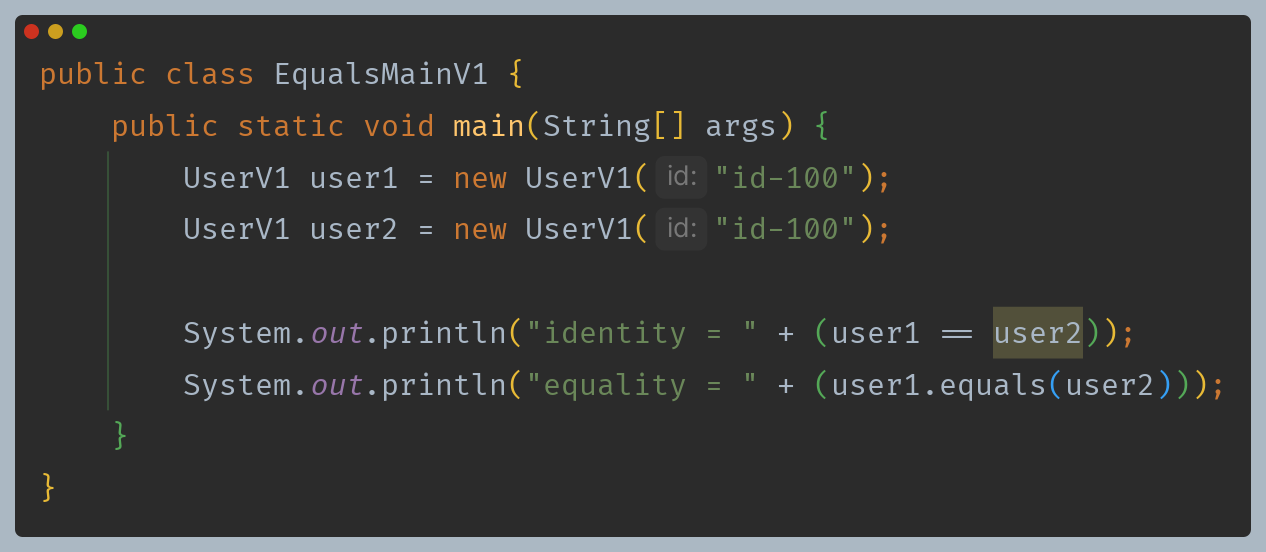 public class EqualsMainV1 {
public static void main(String[] args) {
UserV1 user1 = new UserV1( id: "id-100");
UserV1 user2 = new UserV1( id: "id-100");
System.out.println("identity = " + (user1 == user2));
System.out.println("equality = " + (user1.equals(user2)));
}
}